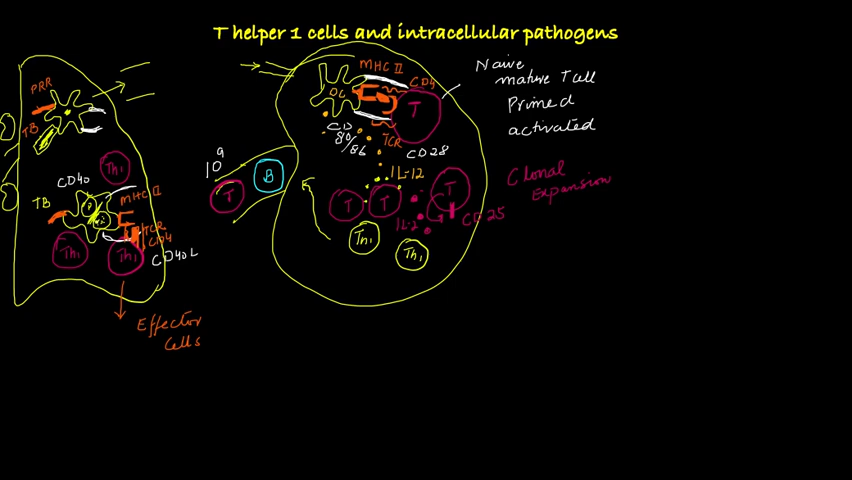 T helper 1 cells and intracellular pathogens
PRR
TB
MHC II
DC
CD4
T
Naive
mature T cell
Primed
activated
CD
80/86
TCR
CD28
10⁹
T
B
IL-12
T
T
T
IL-2
CD25
Clonal
Expansion
Th1
Th1
Th1
CD40
TB
MHC II
TCR
CD4
Th1
Th1
CD40L
Effector
Cells